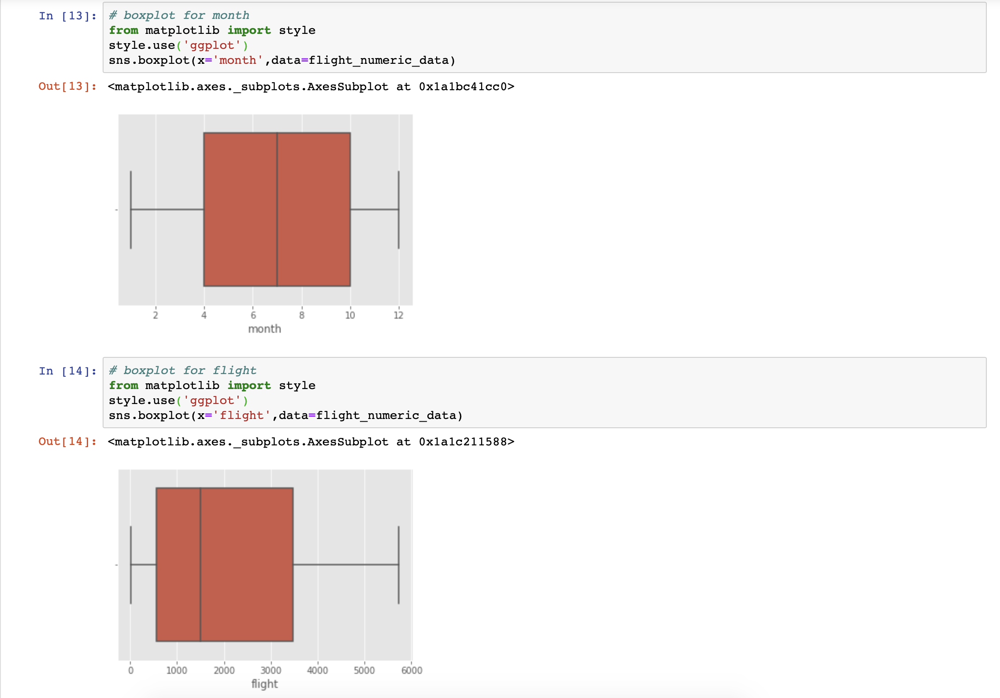 In [13]:
# boxplot for month
from matplotlib import style
style.use('ggplot')
sns.boxplot(x='month',data=flight_numeric_data)
Out[13]: <matplotlib.axes._subplots.AxesSubplot at 0x1a1bc41cc0>
2 4 6 8 10 12
month
In [14]:
# boxplot for flight
from matplotlib import style
style.use('ggplot')
sns.boxplot(x='flight',data=flight_numeric_data)
Out[14]: <matplotlib.axes._subplots.AxesSubplot at 0x1a1c211588>
0 1000 2000 3000 4000 5000 6000
flight